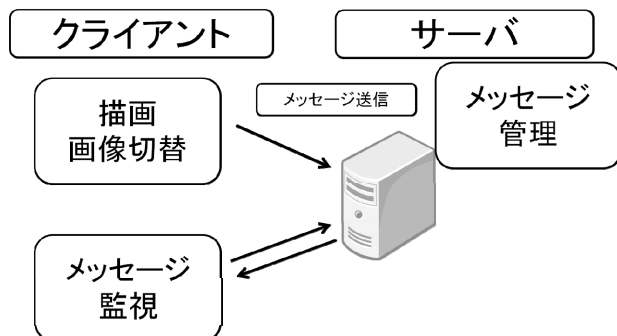 クライアント
サーバ
描画
画像切替
メッセージ送信
メッセージ
管理
メッセージ
監視